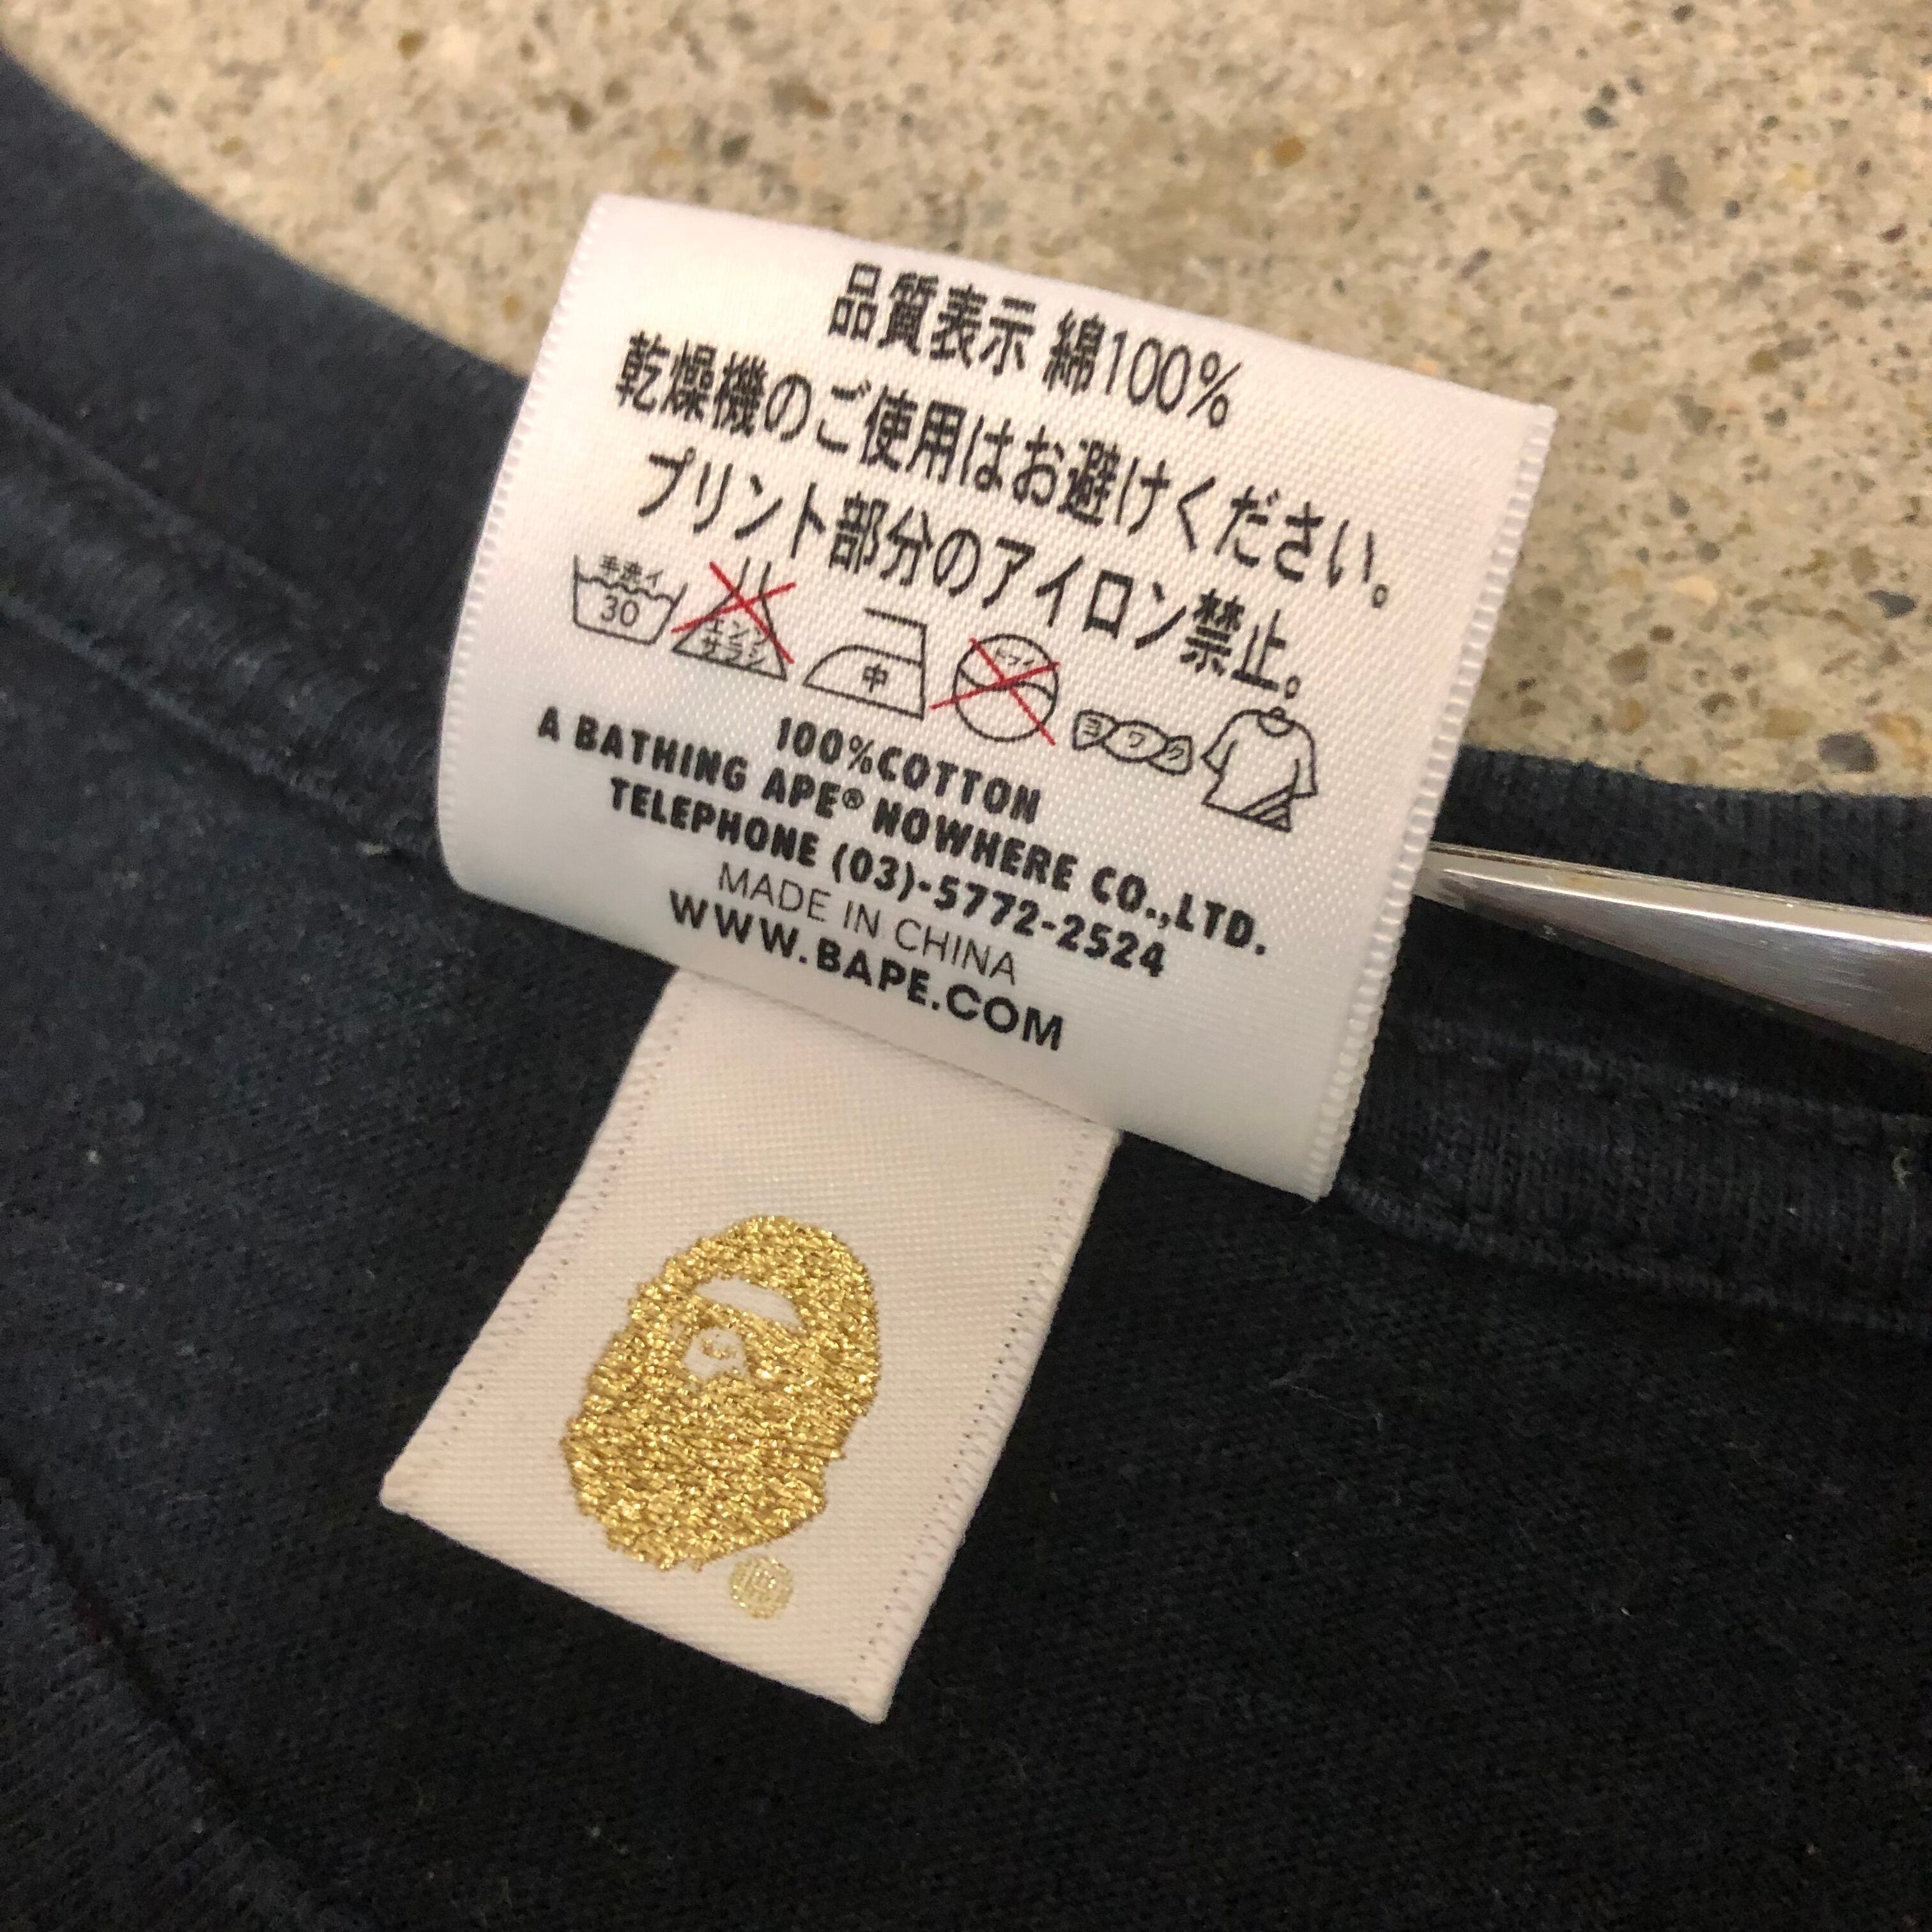 品質表示 綿100%
乾燥機のご使用はお避けください。
プリント部分のアイロン禁止。
手洗イ
30
エンソ
サラシ
中
ドライ
ヨワク
100%COTTON
A BATHING APE® NOWHERE CO.,LTD.
TELEPHONE (03)-5772-2524
MADE IN CHINA
WWW.BAPE.COM